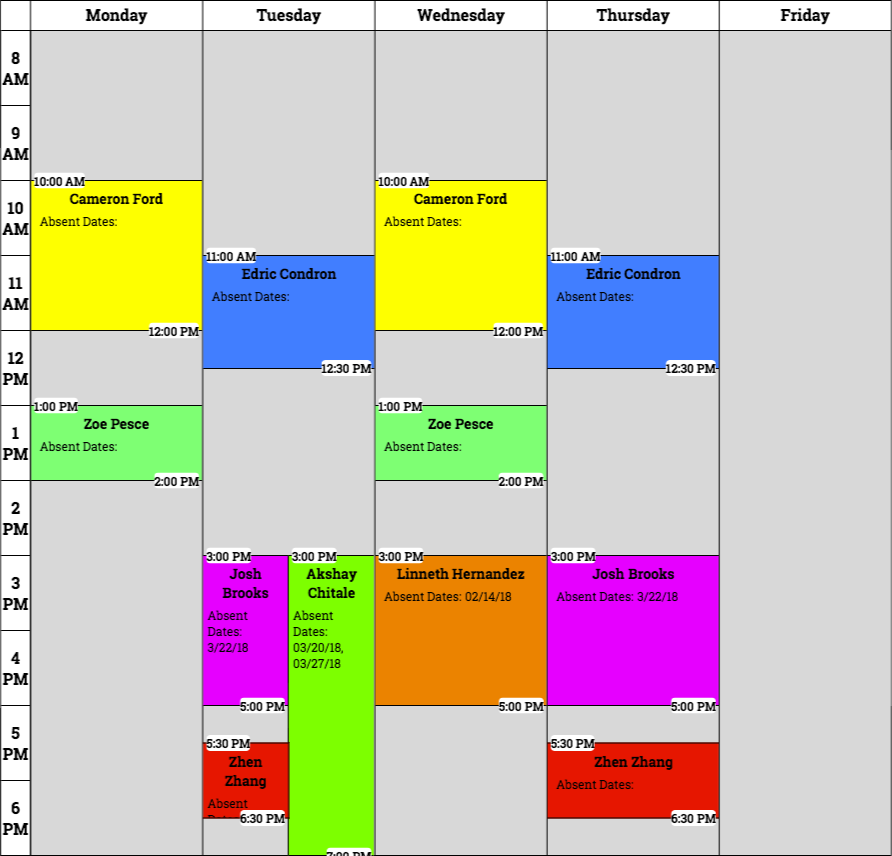 Monday Tuesday Wednesday Thursday Friday
8
AM
9
AM
10:00 AM 10:00 AM
Cameron Ford Cameron Ford
10
AM
Absent Dates: Absent Dates:
11:00 AM 11:00 AM
Edric Condron Edric Condron
11
AM
Absent Dates: Absent Dates:
12:00 PM 12:00 PM
12
PM
12:30 PM 12:30 PM
1:00 PM 1:00 PM
Zoe Pesce Zoe Pesce
1
PM
Absent Dates: Absent Dates:
2:00 PM 2:00 PM
2
PM
3:00 PM 3:00 PM 3:00 PM 3:00 PM
3
PM
Josh
Brooks
Absent
Dates:
3/22/18
Akshay
Chitale
Absent
Dates:
03/20/18,
03/27/18
Linneth Hernandez
Absent Dates: 02/14/18
Josh Brooks
Absent Dates: 3/22/18
4
PM
5:00 PM 5:00 PM 5:00 PM
5
PM
5:30 PM 5:30 PM
Zhen
Zhang
Absent
Zhen Zhang
Absent Dates:
6
PM
6:30 PM 6:30 PM
7:00 PM